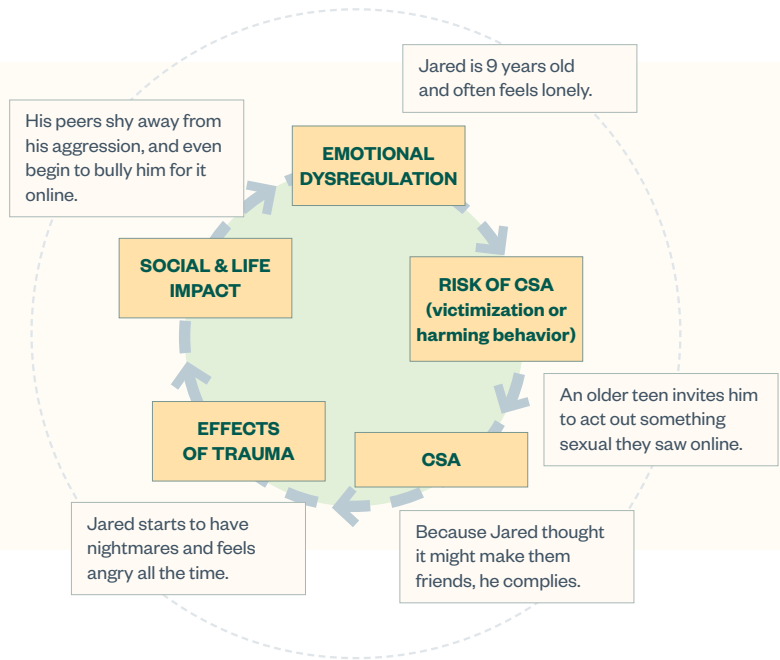 Jared is 9 years old
and often feels lonely.
His peers shy away from
his aggression, and even
begin to bully him for it
online.
EMOTIONAL
DYSREGULATION
SOCIAL & LIFE
IMPACT
RISK OF CSA
(victimization or
harming behavior)
An older teen invites him
to act out something
sexual they saw online.
EFFECTS
OF TRAUMA
CSA
Jared starts to have
nightmares and feels
angry all the time.
Because Jared thought
it might make them
friends, he complies.